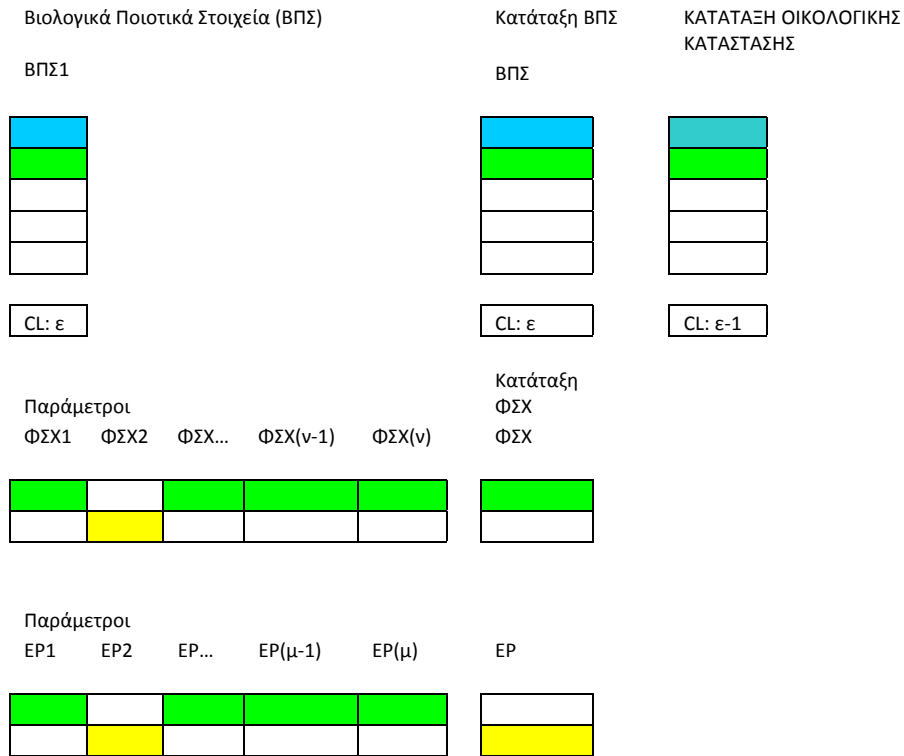 Βιολογικά Ποιοτικά Στοιχεία (ΒΠΣ)
Κατάταξη ΒΠΣ
ΚΑΤΑΤΑΞΗ ΟΙΚΟΛΟΓΙΚΗΣ
ΚΑΤΑΣΤΑΣΗΣ
ΒΠΣ1
ΒΠΣ
CL: ε
CL: ε
CL: ε-1
Παράμετροι
Κατάταξη
ΦΣΧ
ΦΣΧ1 ΦΣΧ2 ΦΣΧ... ΦΣΧ(ν-1) ΦΣΧ(ν) ΦΣΧ
Παράμετροι
ΕΡ1 ΕΡ2 ΕΡ... ΕΡ(μ-1) ΕΡ(μ) ΕΡ